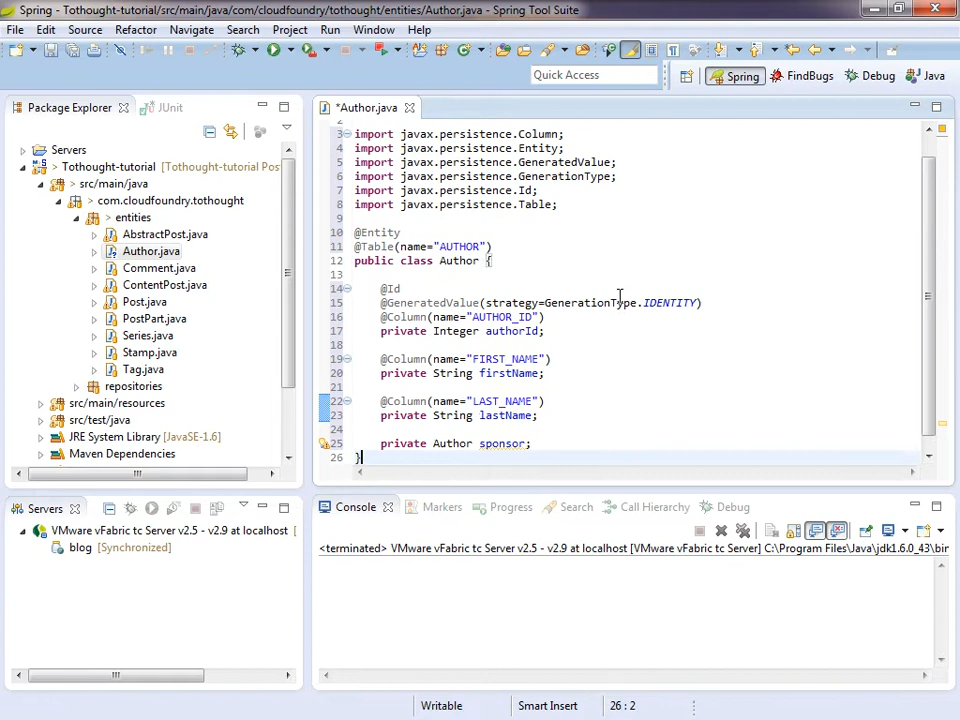 Spring - Tothought-tutorial/src/main/java/com/cloudfoundry/tothought/entities/Author.java - Spring Tool Suite
File Edit Source Refactor Navigate Search Project Run Window Help
Quick Access
Spring FindBugs Debug Java
Package Explorer JUnit
*Author.java
Servers
> Tothought-tutorial [Tothought-tutorial Pos
> src/main/java
> com.cloudfoundry.tothought
> entities
AbstractPost.java
Author.java
Comment.java
ContentPost.java
Post.java
PostPart.java
Series.java
Stamp.java
Tag.java
repositories
src/main/resources
src/test/java
JRE System Library [JavaSE-1.6]
Maven Dependencies
3 import javax.persistence.Column;
4 import javax.persistence.Entity;
5 import javax.persistence.GeneratedValue;
6 import javax.persistence.GenerationType;
7 import javax.persistence.Id;
8 import javax.persistence.Table;
9
10 @Entity
11 @Table(name="AUTHOR")
12 public class Author {
13
14 @Id
15 @GeneratedValue(strategy=GenerationType.IDENTITY)
16 @Column(name="AUTHOR_ID")
17 private Integer authorId;
18
19 @Column(name="FIRST_NAME")
20 private String firstName;
21
22 @Column(name="LAST_NAME")
23 private String lastName;
25 private Author sponsor;
26 }
Servers
VMware vFabric tc Server v2.5 - v2.9 at localhost [
blog [Synchronized]
Console Markers Progress Search Call Hierarchy Debug
<terminated> VMware vFabric tc Server v2.5 - v2.9 at localhost [VMware vFabric tc Server] C:\Program Files\Java\jdk1.6.0_43\bin
Writable Smart Insert 26 : 2